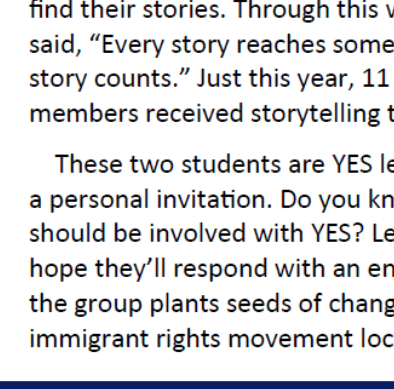 find their stories. Through this
said, “Every story reaches some
story counts.” Just this year, 11
members received storytelling
These two students are YES le
a personal invitation. Do you kn
should be involved with YES? Le
hope they’ll respond with an en
the group plants seeds of chang
immigrant rights movement loc